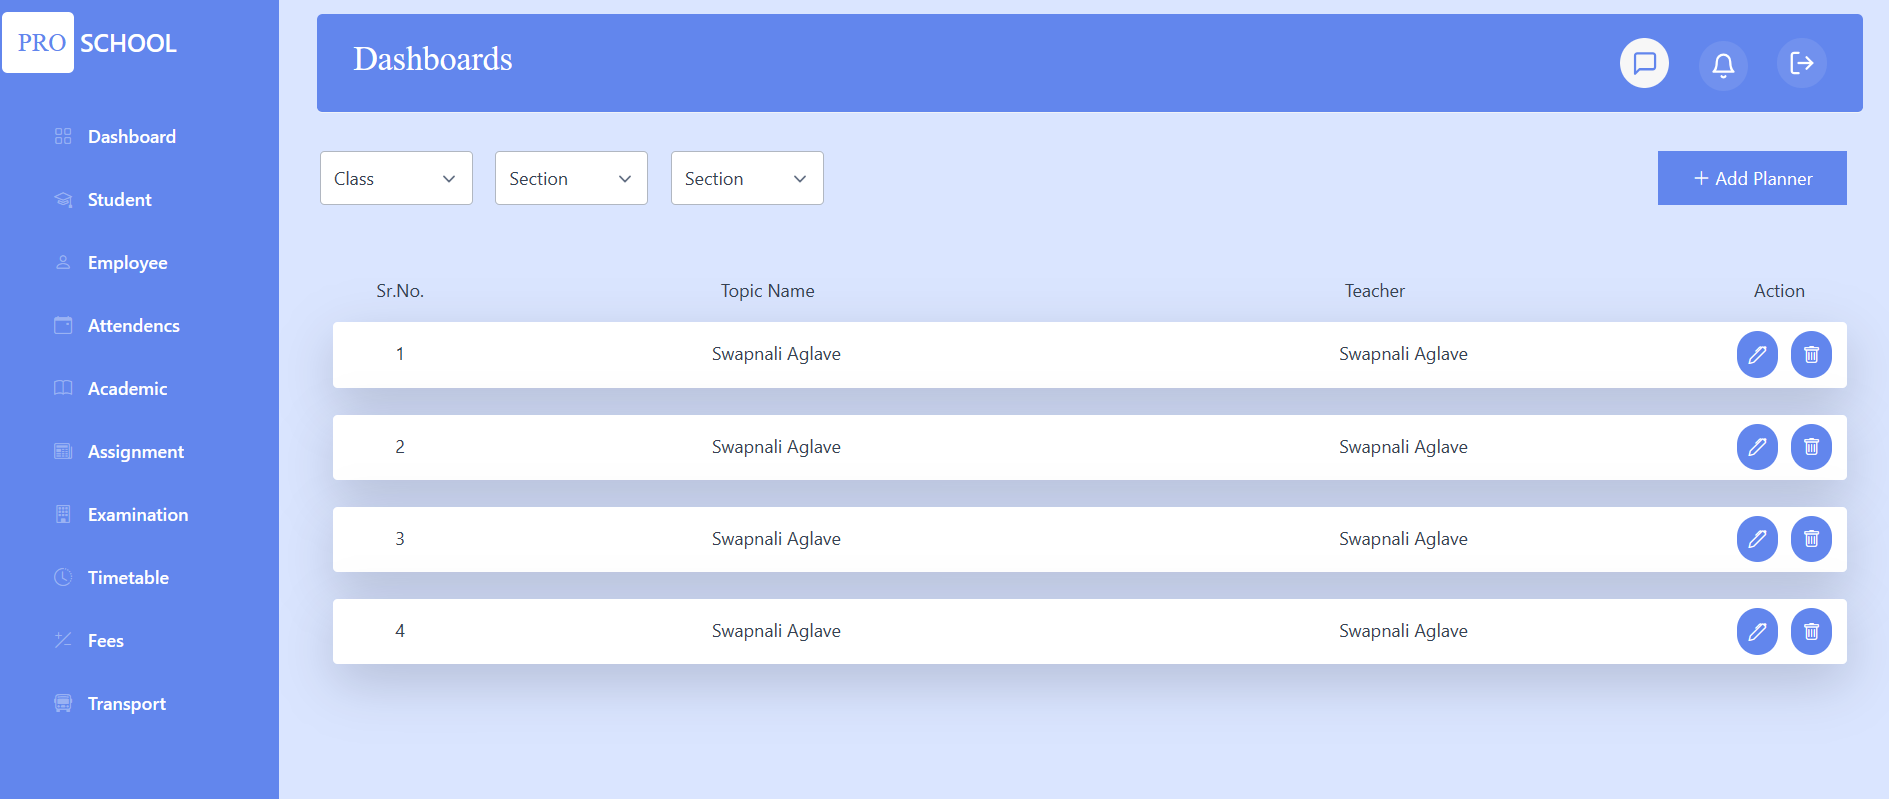 PRO SCHOOL
Dashboard
Student
Employee
Attendencs
Academic
Assignment
Examination
Timetable
Fees
Transport
Dashboards
Class Section Section + Add Planner
Sr.No. Topic Name Teacher Action
1 Swapnali Aglave Swapnali Aglave
2 Swapnali Aglave Swapnali Aglave
3 Swapnali Aglave Swapnali Aglave
4 Swapnali Aglave Swapnali Aglave